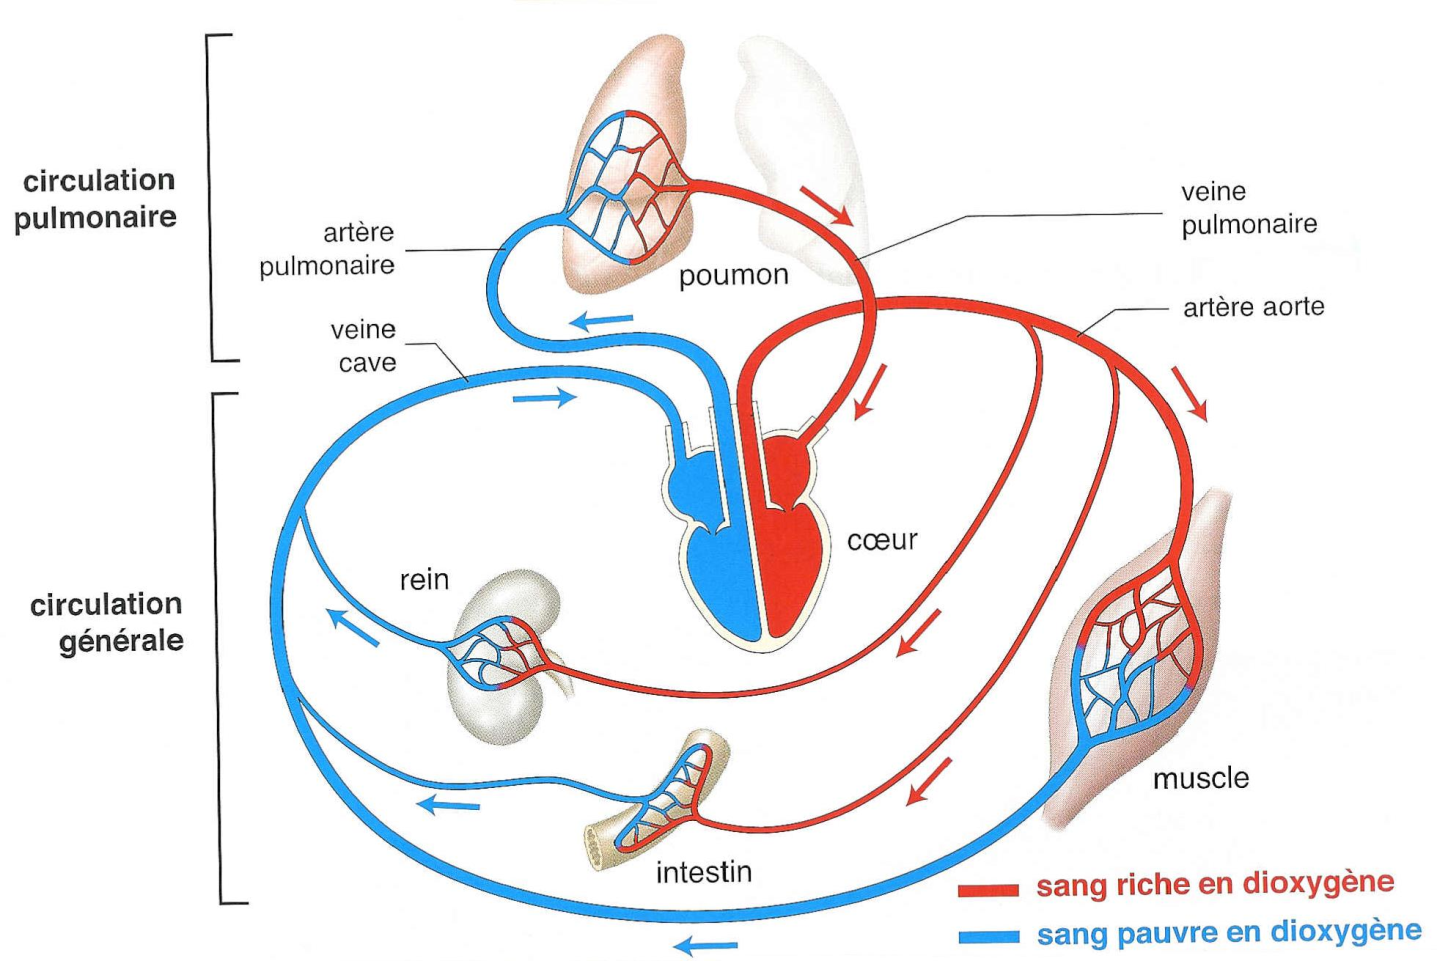 circulation
pulmonaire
artère
pulmonaire
veine
cave
poumon
veine
pulmonaire
artère aorte
cœur
circulation
générale
rein
muscle
intestin
sang riche en dioxygène
sang pauvre en dioxygène